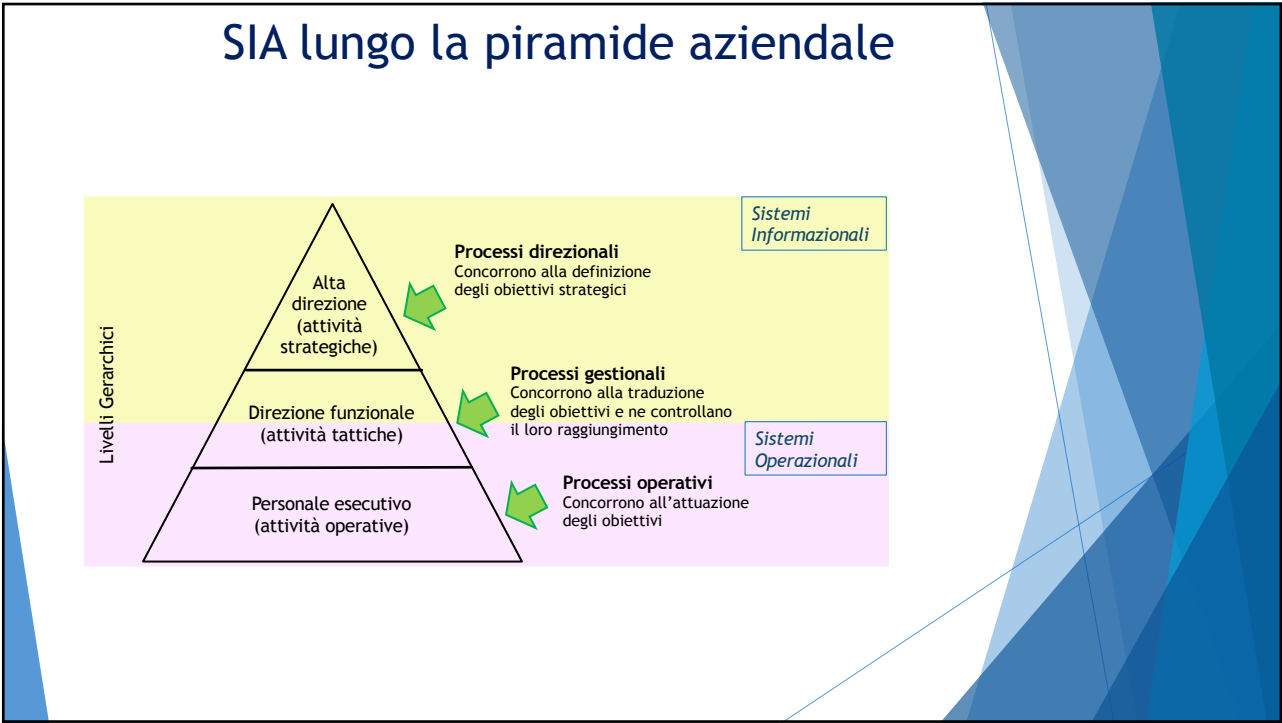 SIA lungo la piramide aziendale
Sistemi
Informazionali
Processi direzionali
Concorrono alla definizione
degli obiettivi strategici
Alta
direzione
(attività
strategiche)
Livelli Gerarchici
Processi gestionali
Concorrono alla traduzione
degli obiettivi e ne controllano
il loro raggiungimento
Direzione funzionale
(attività tattiche)
Sistemi
Operazionali
Processi operativi
Concorrono all’attuazione
degli obiettivi
Personale esecutivo
(attività operative)